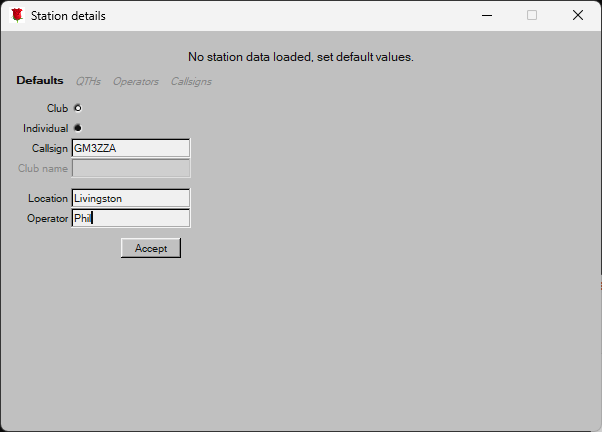 Station details
No station data loaded, set default values.
Defaults QTHs Operators Callsigns
Club
Individual
Callsign GM3ZZA
Club name
Location Livingston
Operator Phil
Accept